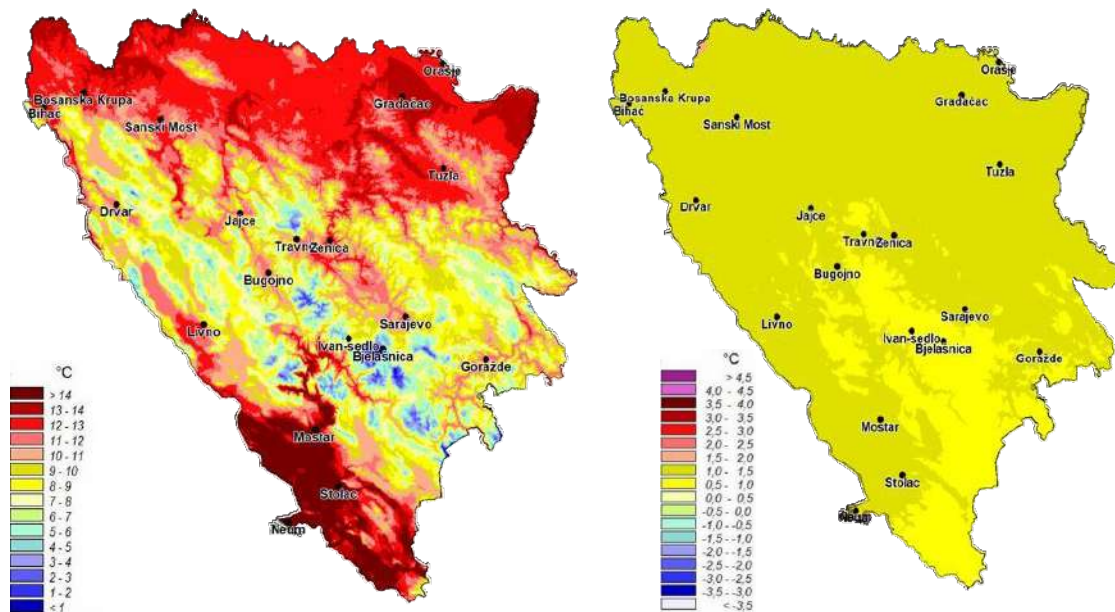 Orašje
Bosanska Krupa
Gradačac
Bihać
Sanski Most
Tuzla
Drvar
Jajce
Travnik
Zenica
Bugojno
Livno
Sarajevo
Ivan-sedlo
Bjelašnica
Goražde
Mostar
Stolac
Neum
°C
> 14
13 - 14
12 - 13
11 - 12
10 - 11
9 - 10
8 - 9
7 - 8
6 - 7
5 - 6
4 - 5
3 - 4
2 - 3
1 - 2
< 1
Orašje
Bosanska Krupa
Gradačac
Bihać
Sanski Most
Tuzla
Drvar
Jajce
Travnik
Zenica
Bugojno
Livno
Sarajevo
Ivan-sedlo
Bjelašnica
Goražde
Mostar
Stolac
Neum
°C
> 4,5
4,0 - 4,5
3,5 - 4,0
3,0 - 3,5
2,5 - 3,0
2,0 - 2,5
1,5 - 2,0
1,0 - 1,5
0,5 - 1,0
0,0 - 0,5
-0,5 - 0,0
-1,0 - -0,5
-1,5 - -1,0
-2,0 - -1,5
-2,5 - -2,0
-3,0 - -2,5
-3,5 - -3,0
< -3,5